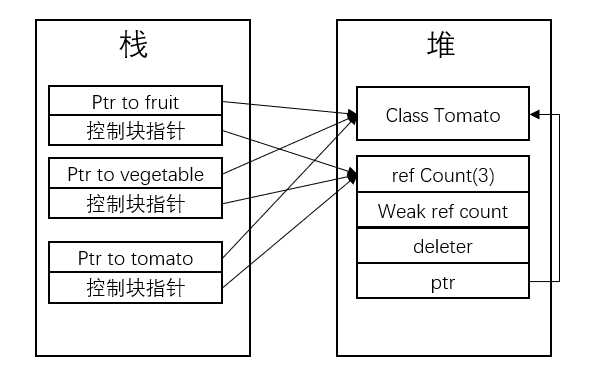 栈
Ptr to fruit
控制块指针
Ptr to vegetable
控制块指针
Ptr to tomato
控制块指针
堆
Class Tomato
ref Count(3)
Weak ref count
deleter
ptr